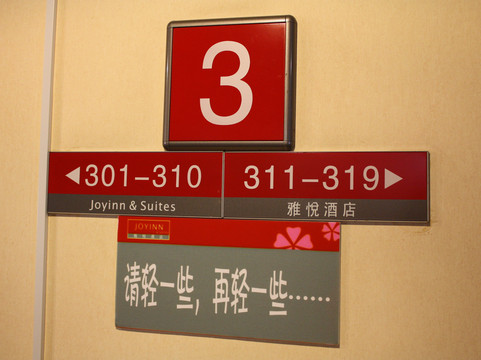 3
◀301-310
311-319▶
Joyinn & Suites
雅悦酒店
JOYINN
请轻一些，再轻一些……